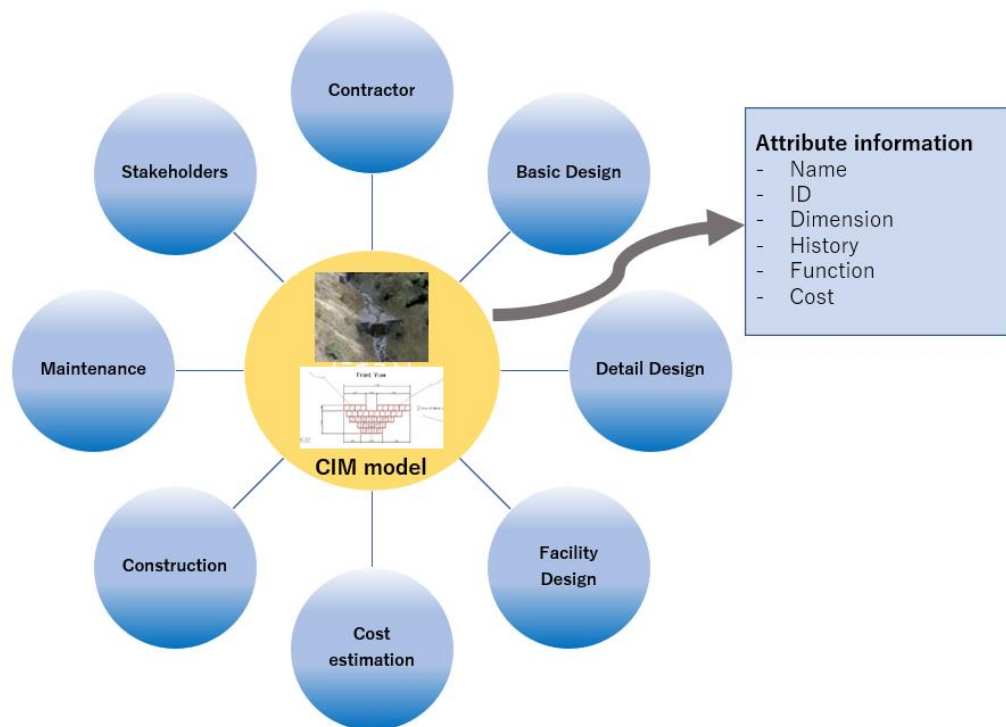 Contractor
Stakeholders
Basic Design
Attribute information
- Name
- ID
- Dimension
- History
- Function
- Cost
Maintenance
Front View
CIM model
Detail Design
Construction
Facility
Design
Cost
estimation